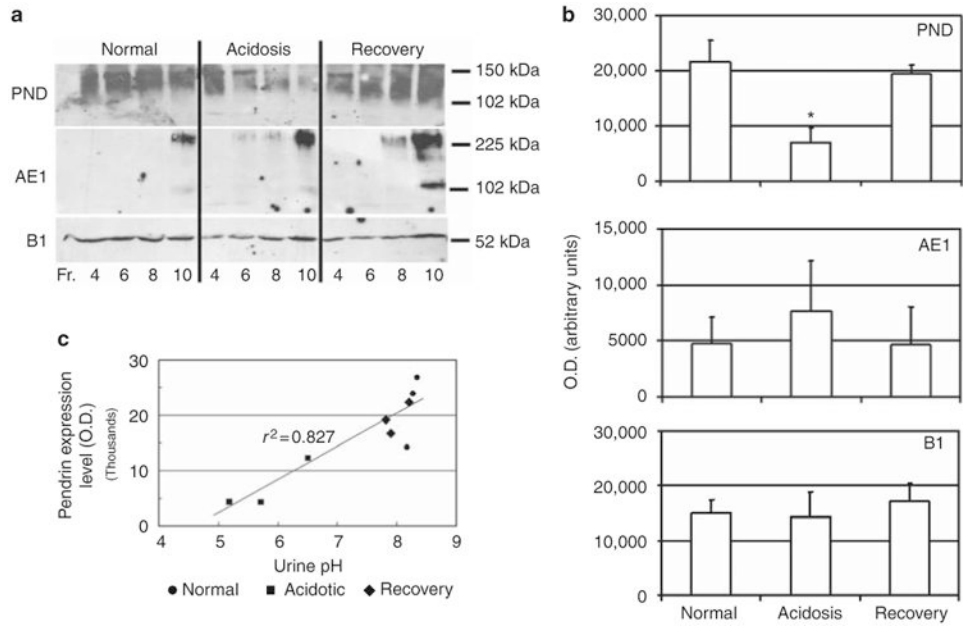 a
Normal Acidosis Recovery
PND
150 kDa
102 kDa
AE1
225 kDa
102 kDa
B1
52 kDa
Fr. 4 6 8 10 4 6 8 10 4 6 8 10
b
30,000
20,000
10,000
0
PND
*
15,000
10,000
5000
0
AE1
30,000
20,000
10,000
0
B1
O.D. (arbitrary units)
Normal Acidosis Recovery
c
30
20
10
0
Pendrin expression
level (O.D.)
(Thousands)
r²=0.827
4 5 6 7 8 9
Urine pH
Normal Acidotic Recovery